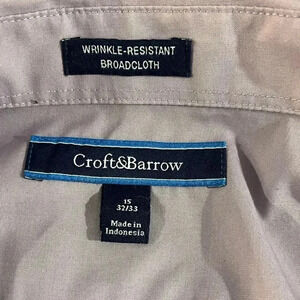 WRINKLE-RESISTANT
BROADCLOTH
Croft&Barrow
15
32/33
Made in
Indonesia